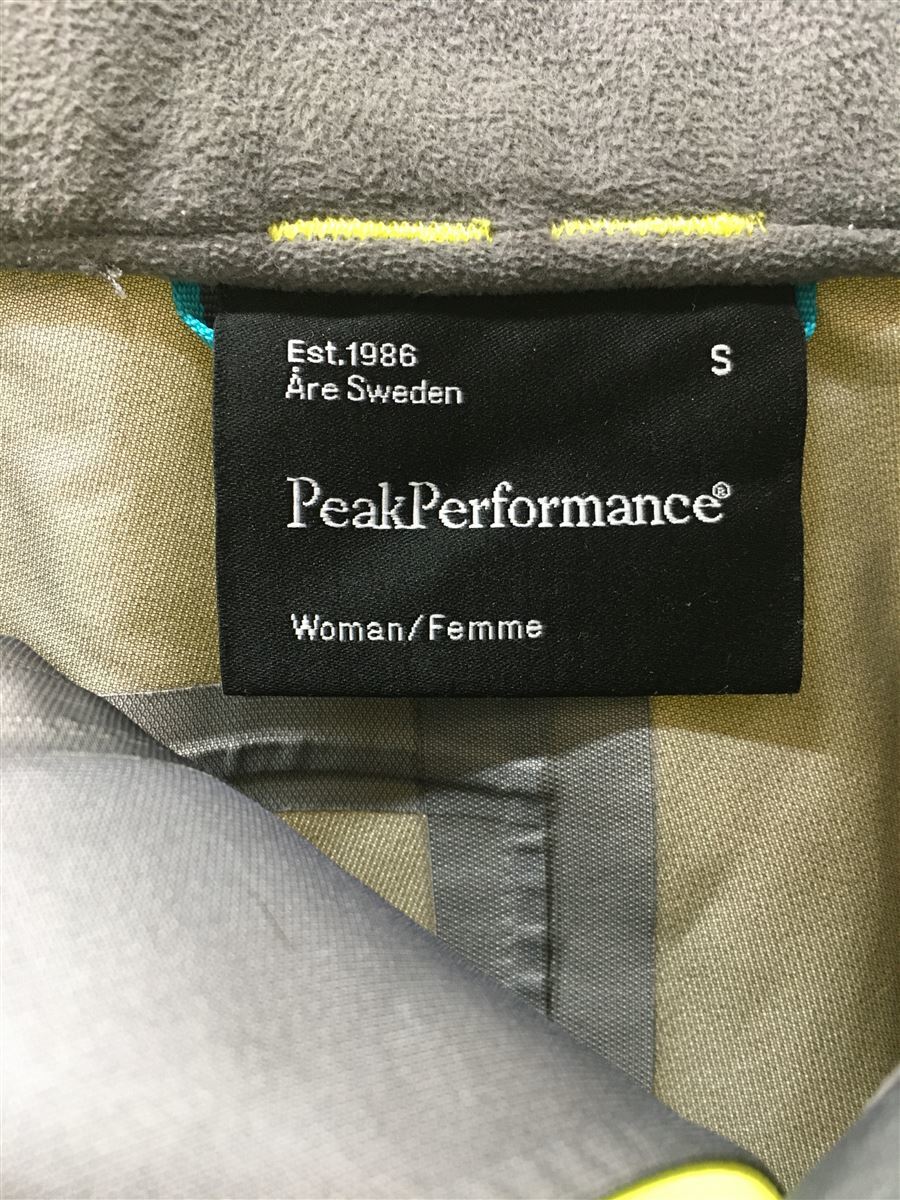 Est.1986
Åre Sweden
S
PeakPerformance®
Woman/Femme